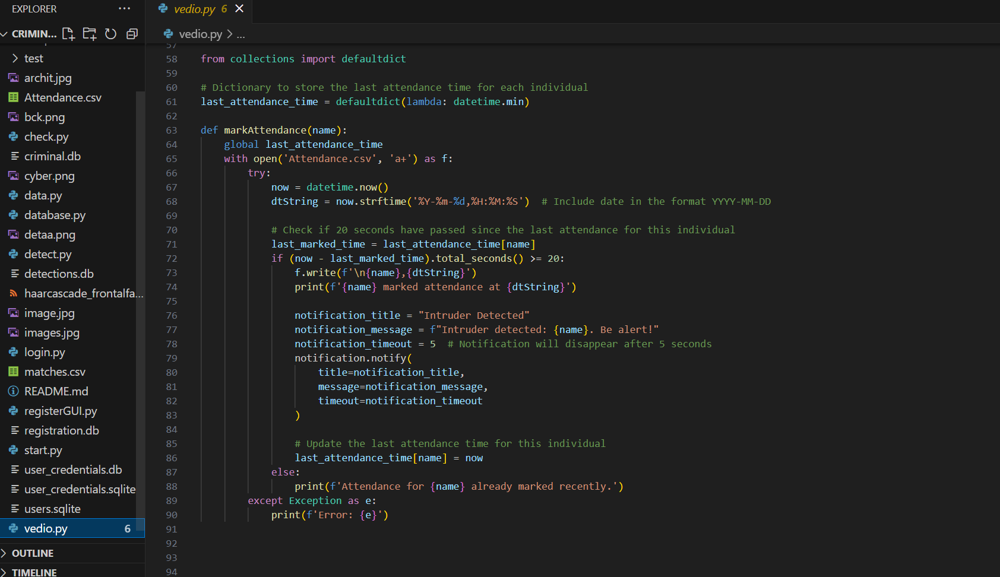 EXPLORER ...
CRIMIN...
test
archit.jpg
Attendance.csv
bck.png
check.py
criminal.db
cyber.png
data.py
database.py
detaa.png
detect.py
detections.db
haarcascade_frontalfa...
image.jpg
images.jpg
login.py
matches.csv
README.md
registerGUI.py
registration.db
start.py
user_credentials.db
user_credentials.sqlite
users.sqlite
vedio.py 6
OUTLINE
TIMELINE
vedio.py 6
vedio.py > ...
57
58 from collections import defaultdict
59
60 # Dictionary to store the last attendance time for each individual
61 last_attendance_time = defaultdict(lambda: datetime.min)
62
63 def markAttendance(name):
64     global last_attendance_time
65     with open('Attendance.csv', 'a+') as f:
66         try:
67             now = datetime.now()
68             dtString = now.strftime('%Y-%m-%d,%H:%M:%S')  # Include date in the format YYYY-MM-DD
69
70             # Check if 20 seconds have passed since the last attendance for this individual
71             last_marked_time = last_attendance_time[name]
72             if (now - last_marked_time).total_seconds() >= 20:
73                 f.write(f'\n{name},{dtString}')
74                 print(f'{name} marked attendance at {dtString}')
75
76                 notification_title = "Intruder Detected"
77                 notification_message = f"Intruder detected: {name}. Be alert!"
78                 notification_timeout = 5  # Notification will disappear after 5 seconds
79                 notification.notify(
80                     title=notification_title,
81                     message=notification_message,
82                     timeout=notification_timeout
83                 )
84
85                 # Update the last attendance time for this individual
86                 last_attendance_time[name] = now
87             else:
88                 print(f'Attendance for {name} already marked recently.')
89         except Exception as e:
90             print(f'Error: {e}')
91
92
93
94